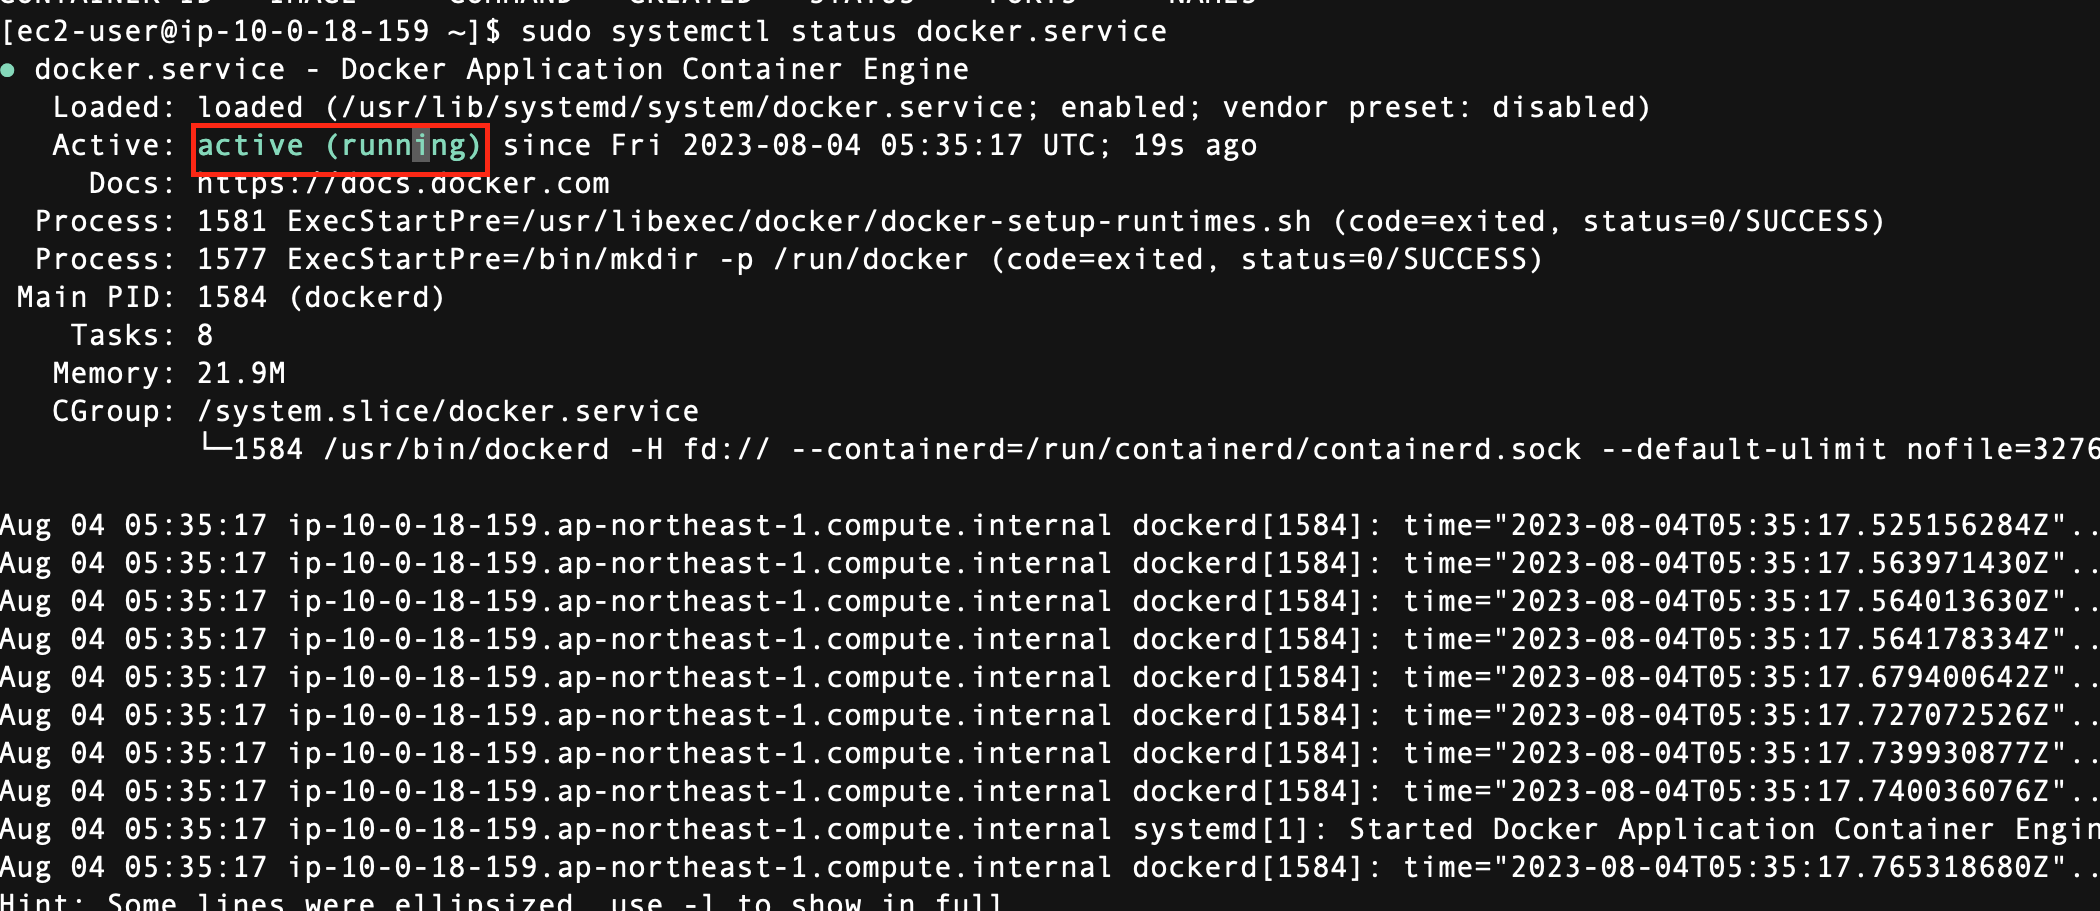 CONTAINER ID   IMAGE     COMMAND   CREATED   STATUS    PORTS     NAMES
[ec2-user@ip-10-0-18-159 ~]$ sudo systemctl status docker.service
● docker.service - Docker Application Container Engine
   Loaded: loaded (/usr/lib/systemd/system/docker.service; enabled; vendor preset: disabled)
   Active: active (running) since Fri 2023-08-04 05:35:17 UTC; 19s ago
     Docs: https://docs.docker.com
  Process: 1581 ExecStartPre=/usr/libexec/docker/docker-setup-runtimes.sh (code=exited, status=0/SUCCESS)
  Process: 1577 ExecStartPre=/bin/mkdir -p /run/docker (code=exited, status=0/SUCCESS)
 Main PID: 1584 (dockerd)
    Tasks: 8
   Memory: 21.9M
   CGroup: /system.slice/docker.service
           └─1584 /usr/bin/dockerd -H fd:// --containerd=/run/containerd/containerd.sock --default-ulimit nofile=3276
Aug 04 05:35:17 ip-10-0-18-159.ap-northeast-1.compute.internal dockerd[1584]: time="2023-08-04T05:35:17.525156284Z"..
Aug 04 05:35:17 ip-10-0-18-159.ap-northeast-1.compute.internal dockerd[1584]: time="2023-08-04T05:35:17.563971430Z"..
Aug 04 05:35:17 ip-10-0-18-159.ap-northeast-1.compute.internal dockerd[1584]: time="2023-08-04T05:35:17.564013630Z"..
Aug 04 05:35:17 ip-10-0-18-159.ap-northeast-1.compute.internal dockerd[1584]: time="2023-08-04T05:35:17.564178334Z"..
Aug 04 05:35:17 ip-10-0-18-159.ap-northeast-1.compute.internal dockerd[1584]: time="2023-08-04T05:35:17.679400642Z"..
Aug 04 05:35:17 ip-10-0-18-159.ap-northeast-1.compute.internal dockerd[1584]: time="2023-08-04T05:35:17.727072526Z"..
Aug 04 05:35:17 ip-10-0-18-159.ap-northeast-1.compute.internal dockerd[1584]: time="2023-08-04T05:35:17.739930877Z"..
Aug 04 05:35:17 ip-10-0-18-159.ap-northeast-1.compute.internal dockerd[1584]: time="2023-08-04T05:35:17.740036076Z"..
Aug 04 05:35:17 ip-10-0-18-159.ap-northeast-1.compute.internal systemd[1]: Started Docker Application Container Engin
Aug 04 05:35:17 ip-10-0-18-159.ap-northeast-1.compute.internal dockerd[1584]: time="2023-08-04T05:35:17.765318680Z"..
Hint: Some lines were ellipsized, use -l to show in full